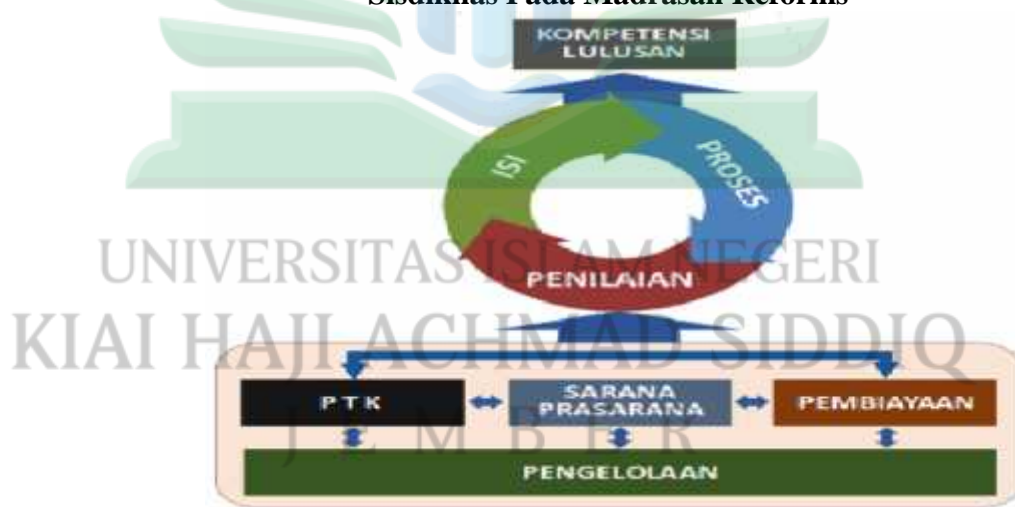 Sisdiknas Pada Madrasah Reforms
KOMPETENSI
LULUSAN
ISI
PROSES
PENILAIAN
UNIVERSITAS ISLAM NEGERI
KIAI HAJI ACHMAD SIDDIQ
JEMBER
PTK
SARANA
PRASARANA
PEMBIAYAAN
PENGELOLAAN